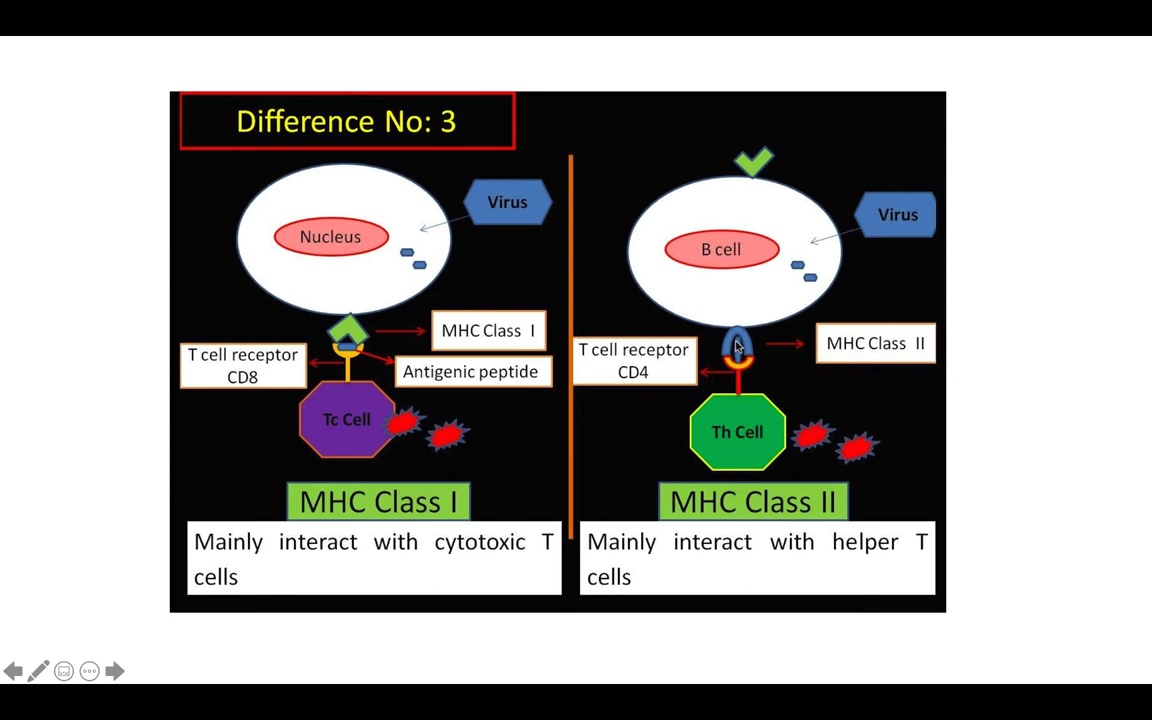 Difference No: 3
Virus
Nucleus
MHC Class I
T cell receptor
CD8
Antigenic peptide
Tc Cell
MHC Class I
Mainly interact with cytotoxic T
cells
Virus
B cell
MHC Class II
T cell receptor
CD4
Th Cell
MHC Class II
Mainly interact with helper T
cells